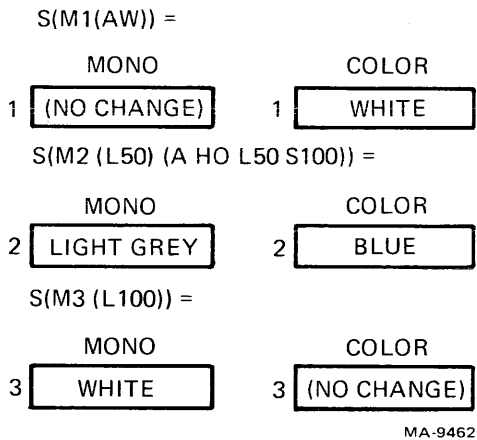 S(M1(AW)) =
MONO COLOR
1 (NO CHANGE) 1 WHITE
S(M2 (L50) (A HO L50 S100)) =
MONO COLOR
2 LIGHT GREY 2 BLUE
S(M3 (L100)) =
MONO COLOR
3 WHITE 3 (NO CHANGE)
MA-9462